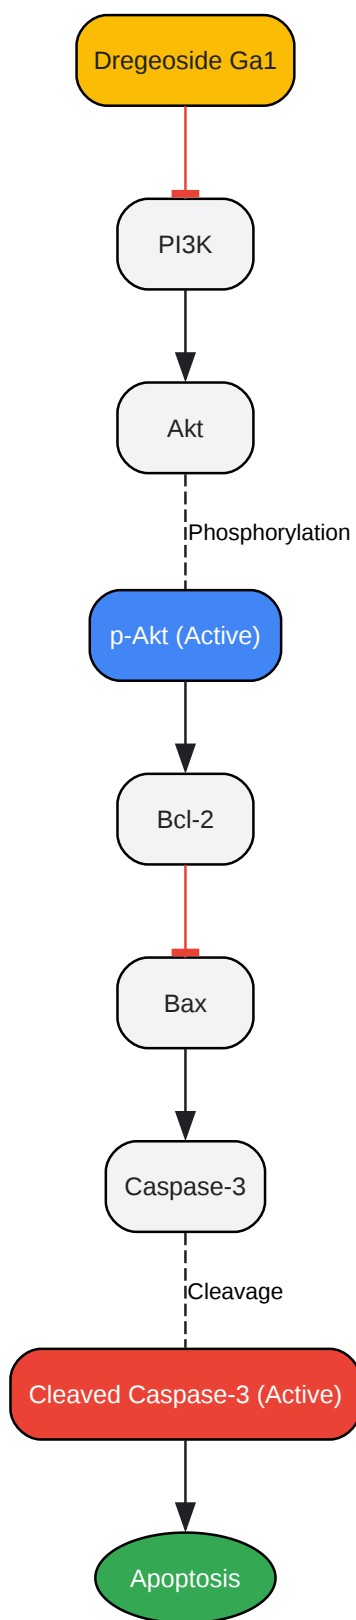 Dregeoside Ga1
PI3K
Akt
Phosphorylation
p-Akt (Active)
Bcl-2
Bax
Caspase-3
Cleavage
Cleaved Caspase-3 (Active)
Apoptosis